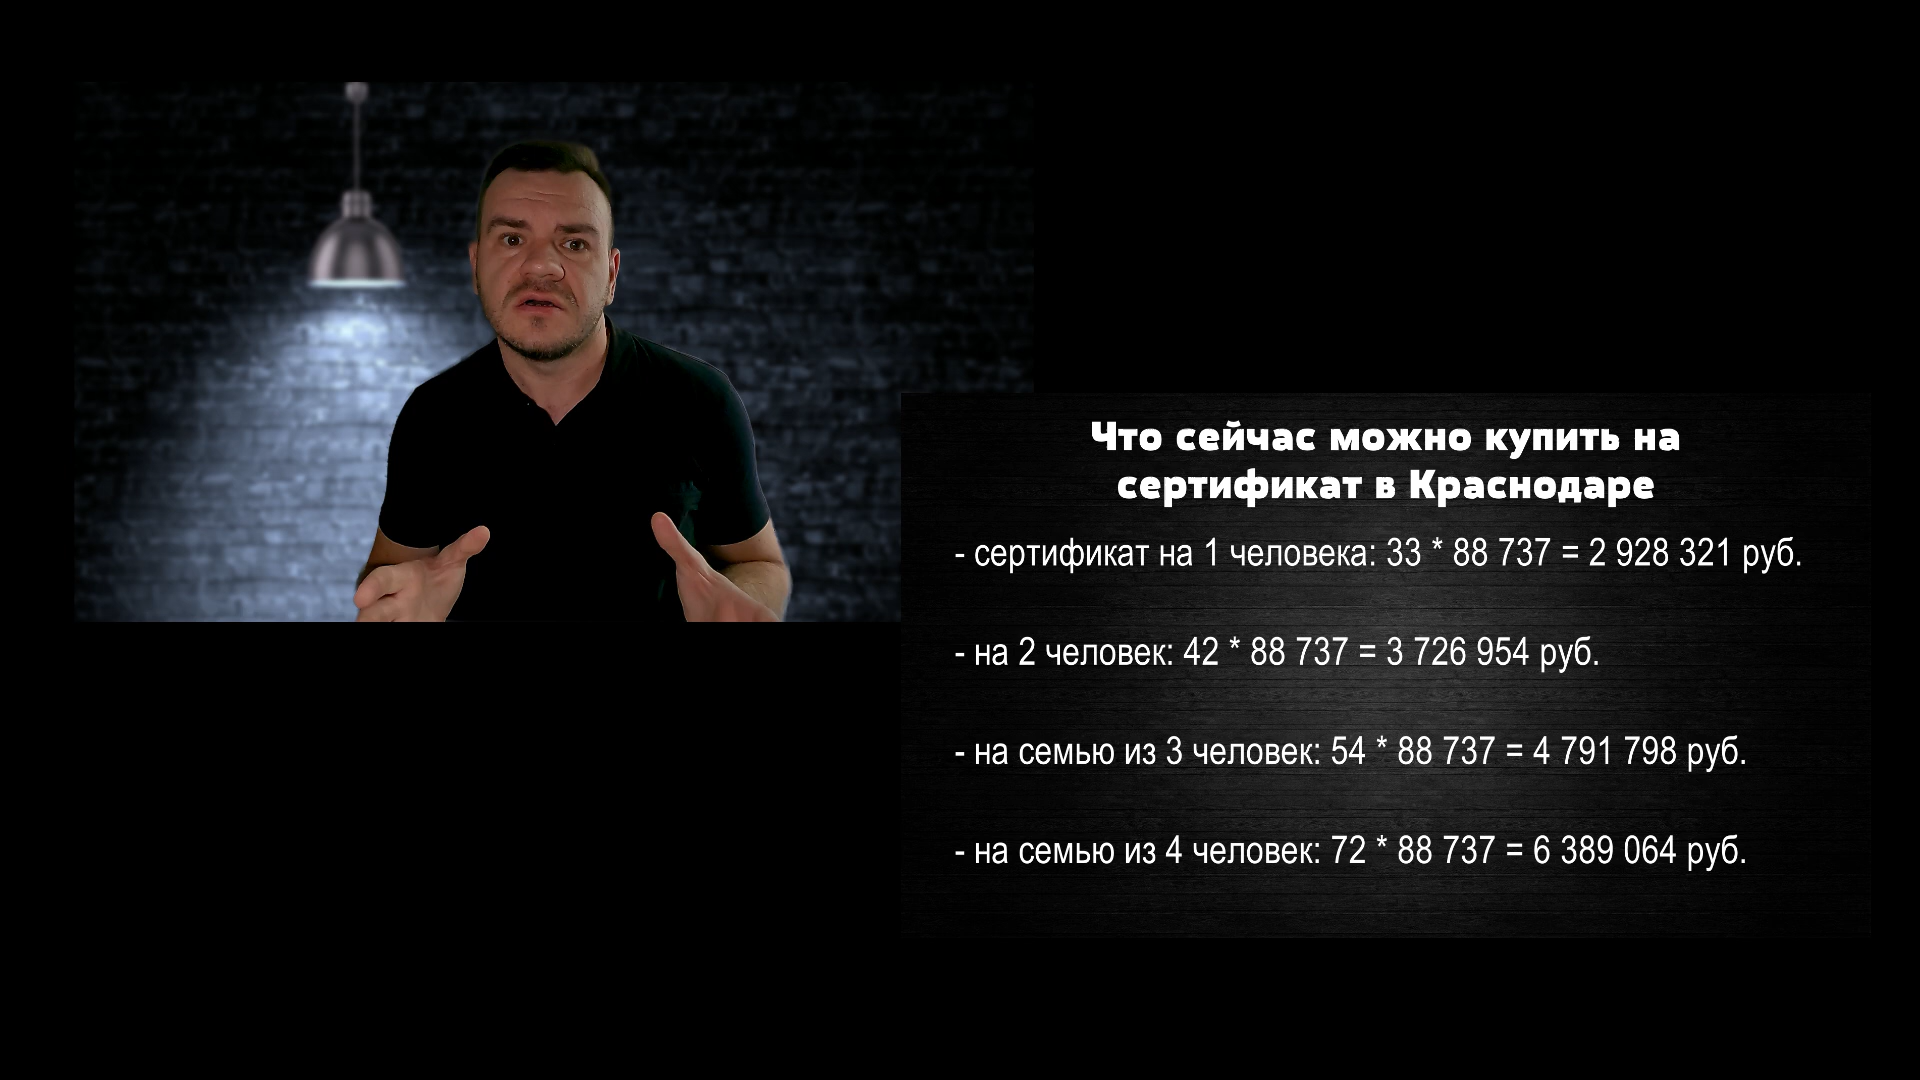 Что сейчас можно купить на
сертификат в Краснодаре
- сертификат на 1 человека: 33 * 88 737 = 2 928 321 руб.
- на 2 человек: 42 * 88 737 = 3 726 954 руб.
- на семью из 3 человек: 54 * 88 737 = 4 791 798 руб.
- на семью из 4 человек: 72 * 88 737 = 6 389 064 руб.